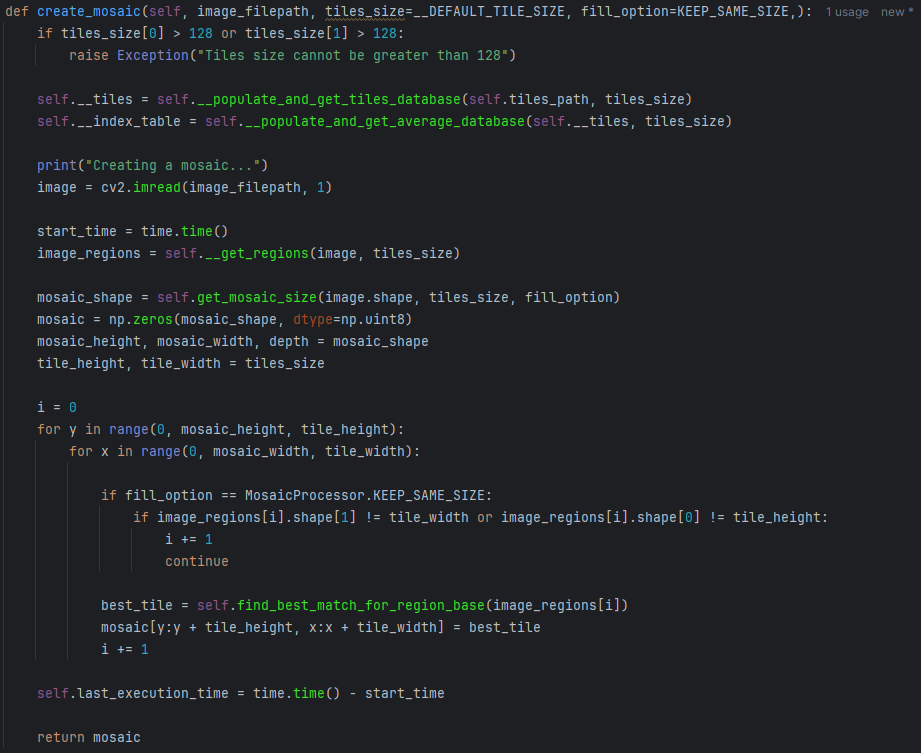 def create_mosaic(self, image_filepath, tiles_size=__DEFAULT_TILE_SIZE, fill_option=KEEP_SAME_SIZE,): 1 usage new *
    if tiles_size[0] > 128 or tiles_size[1] > 128:
        raise Exception("Tiles size cannot be greater than 128")

    self.__tiles = self.__populate_and_get_tiles_database(self.tiles_path, tiles_size)
    self.__index_table = self.__populate_and_get_average_database(self.__tiles, tiles_size)

    print("Creating a mosaic...")
    image = cv2.imread(image_filepath, 1)

    start_time = time.time()
    image_regions = self.__get_regions(image, tiles_size)

    mosaic_shape = self.get_mosaic_size(image.shape, tiles_size, fill_option)
    mosaic = np.zeros(mosaic_shape, dtype=np.uint8)
    mosaic_height, mosaic_width, depth = mosaic_shape
    tile_height, tile_width = tiles_size

    i = 0
    for y in range(0, mosaic_height, tile_height):
        for x in range(0, mosaic_width, tile_width):

            if fill_option == MosaicProcessor.KEEP_SAME_SIZE:
                if image_regions[i].shape[1] != tile_width or image_regions[i].shape[0] != tile_height:
                    i += 1
                    continue

            best_tile = self.find_best_match_for_region_base(image_regions[i])
            mosaic[y:y + tile_height, x:x + tile_width] = best_tile
            i += 1

    self.last_execution_time = time.time() - start_time

    return mosaic